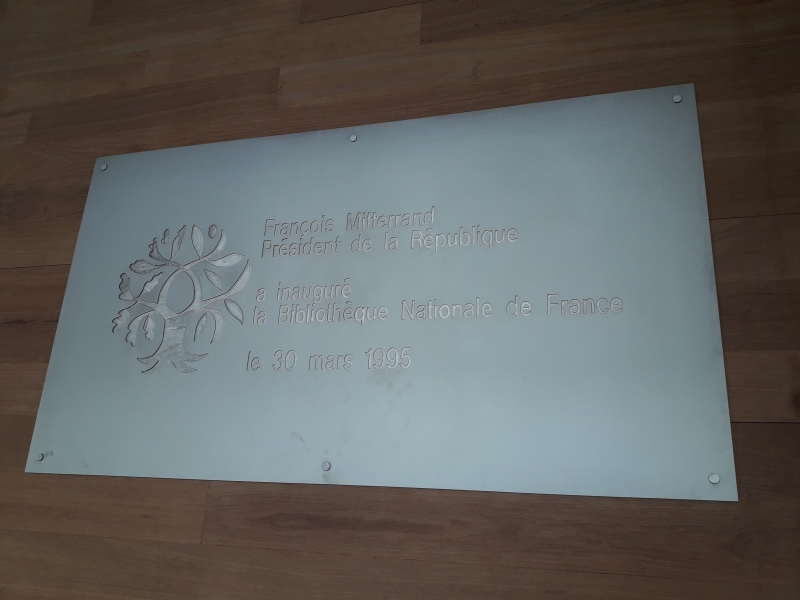 François Mitterrand
Président de la République
a inauguré
la Bibliothèque Nationale de France
le 30 mars 1995